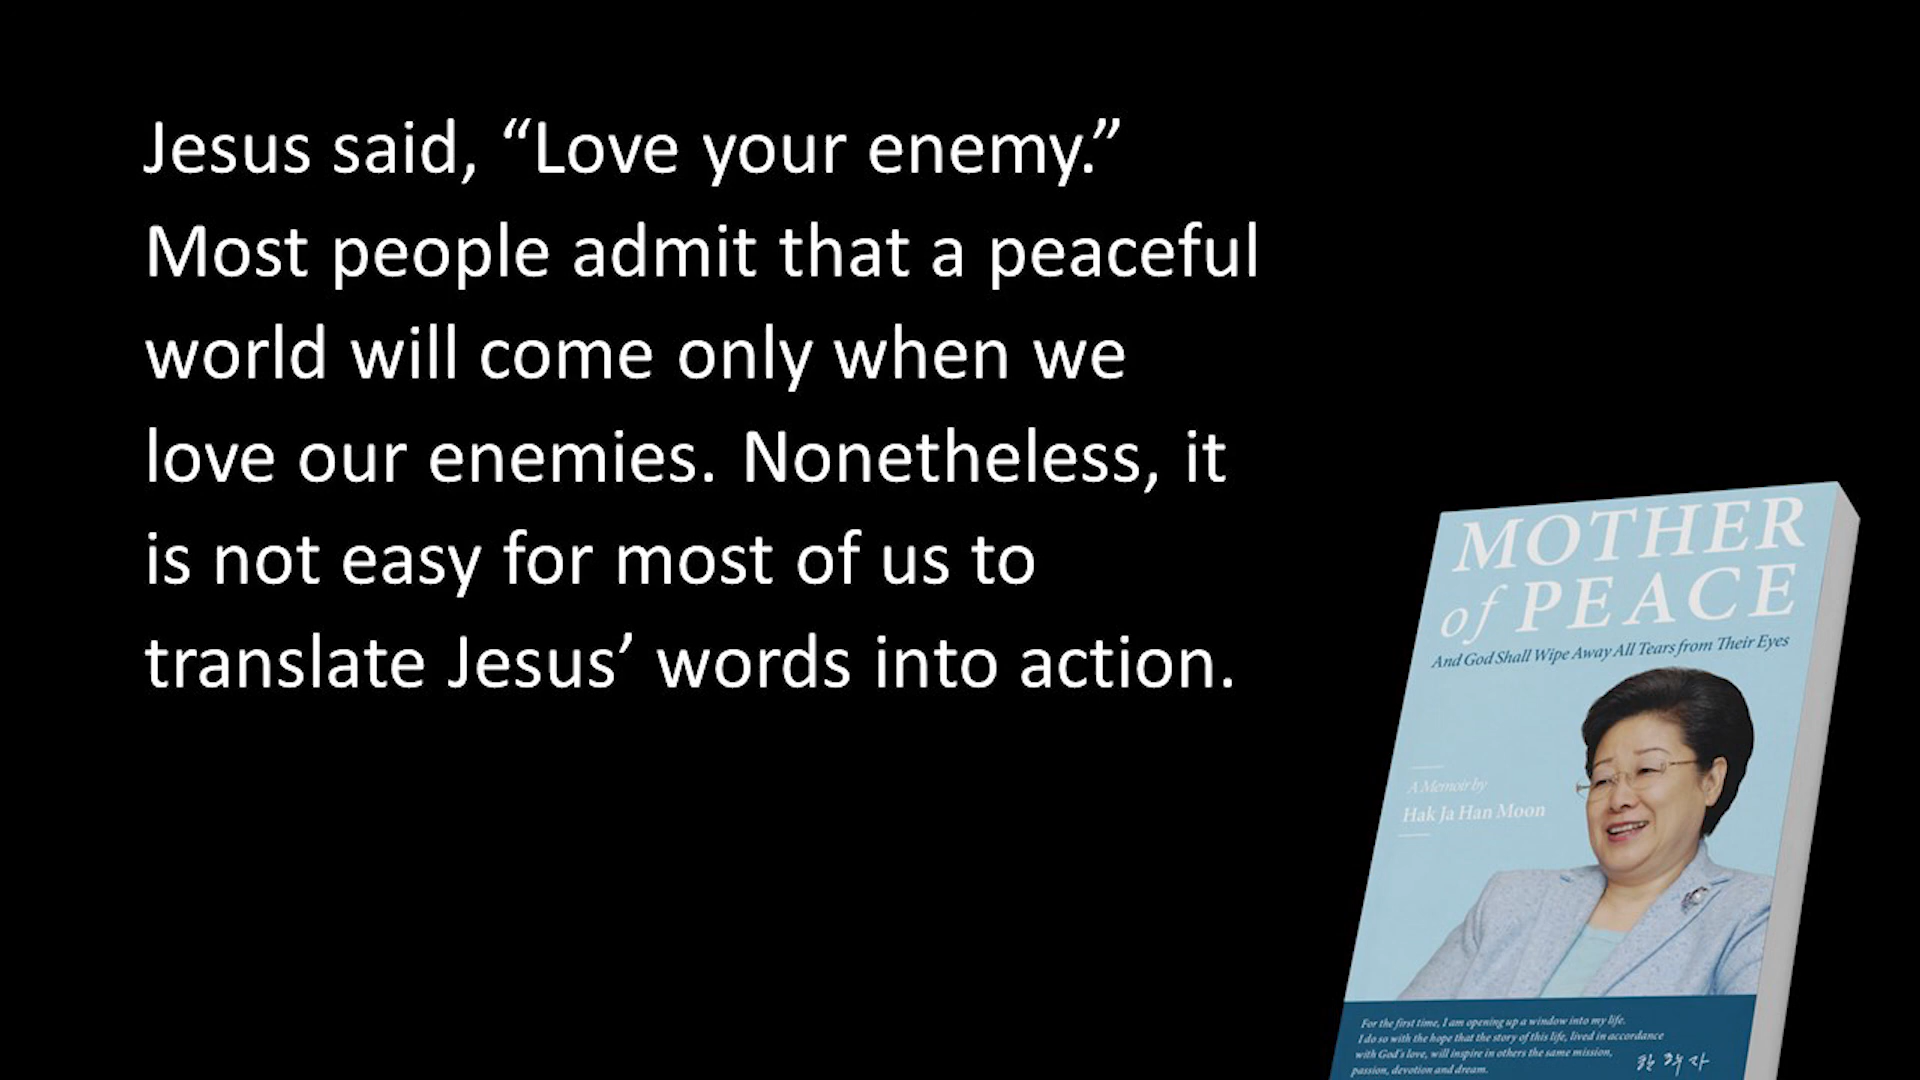 Jesus said, “Love your enemy.”
Most people admit that a peaceful
world will come only when we
love our enemies. Nonetheless, it
is not easy for most of us to
translate Jesus’ words into action.
MOTHER
of PEACE
And God Shall Wipe Away All Tears from Their Eyes
A Memoir by
Hak Ja Han Moon
For the first time, I am opening up a window into my life.
I do so with the hope that the story of this life, lived in accordance
with God's love, will inspire in others the same mission,
passion, devotion and dream.
한 학 자